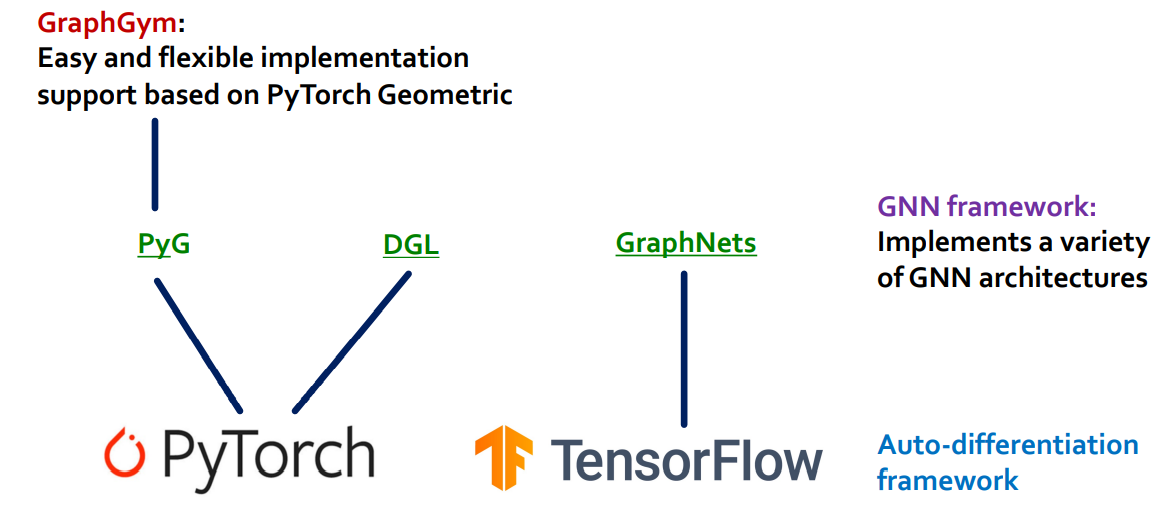 GraphGym:
Easy and flexible implementation
support based on PyTorch Geometric
PyG
DGL
GraphNets
GNN framework:
Implements a variety
of GNN architectures
PyTorch
TensorFlow
Auto-differentiation
framework